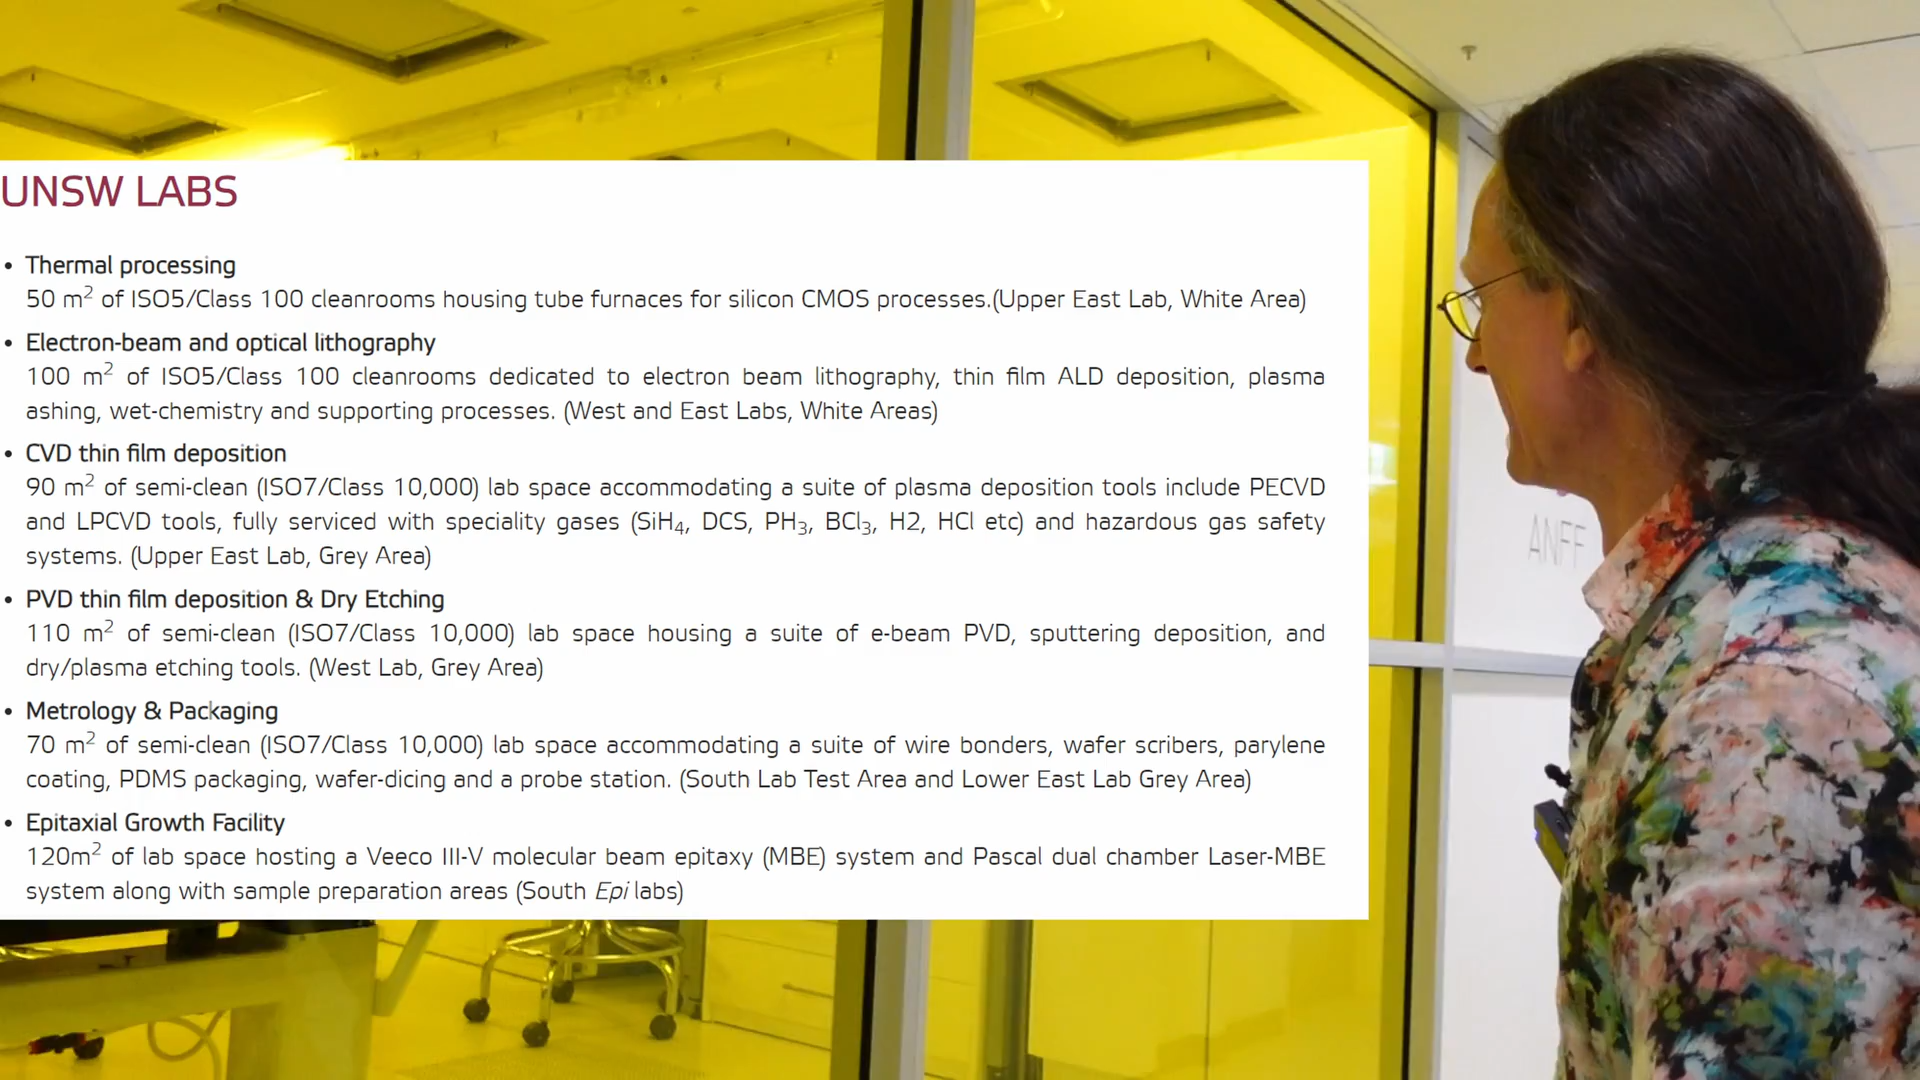 UNSW LABS
• Thermal processing
50 m² of ISO5/Class 100 cleanrooms housing tube furnaces for silicon CMOS processes.(Upper East Lab, White Area)
• Electron-beam and optical lithography
100 m² of ISO5/Class 100 cleanrooms dedicated to electron beam lithography, thin film ALD deposition, plasma
ashing, wet-chemistry and supporting processes. (West and East Labs, White Areas)
• CVD thin film deposition
90 m² of semi-clean (ISO7/Class 10,000) lab space accommodating a suite of plasma deposition tools include PECVD
and LPCVD tools, fully serviced with speciality gases (SiH₄, DCS, PH₃, BCl₃, H2, HCl etc) and hazardous gas safety
systems. (Upper East Lab, Grey Area)
• PVD thin film deposition & Dry Etching
110 m² of semi-clean (ISO7/Class 10,000) lab space housing a suite of e-beam PVD, sputtering deposition, and
dry/plasma etching tools. (West Lab, Grey Area)
• Metrology & Packaging
70 m² of semi-clean (ISO7/Class 10,000) lab space accommodating a suite of wire bonders, wafer scribers, parylene
coating, PDMS packaging, wafer-dicing and a probe station. (South Lab Test Area and Lower East Lab Grey Area)
• Epitaxial Growth Facility
120m² of lab space hosting a Veeco III-V molecular beam epitaxy (MBE) system and Pascal dual chamber Laser-MBE
system along with sample preparation areas (South Epi labs)
ANFF